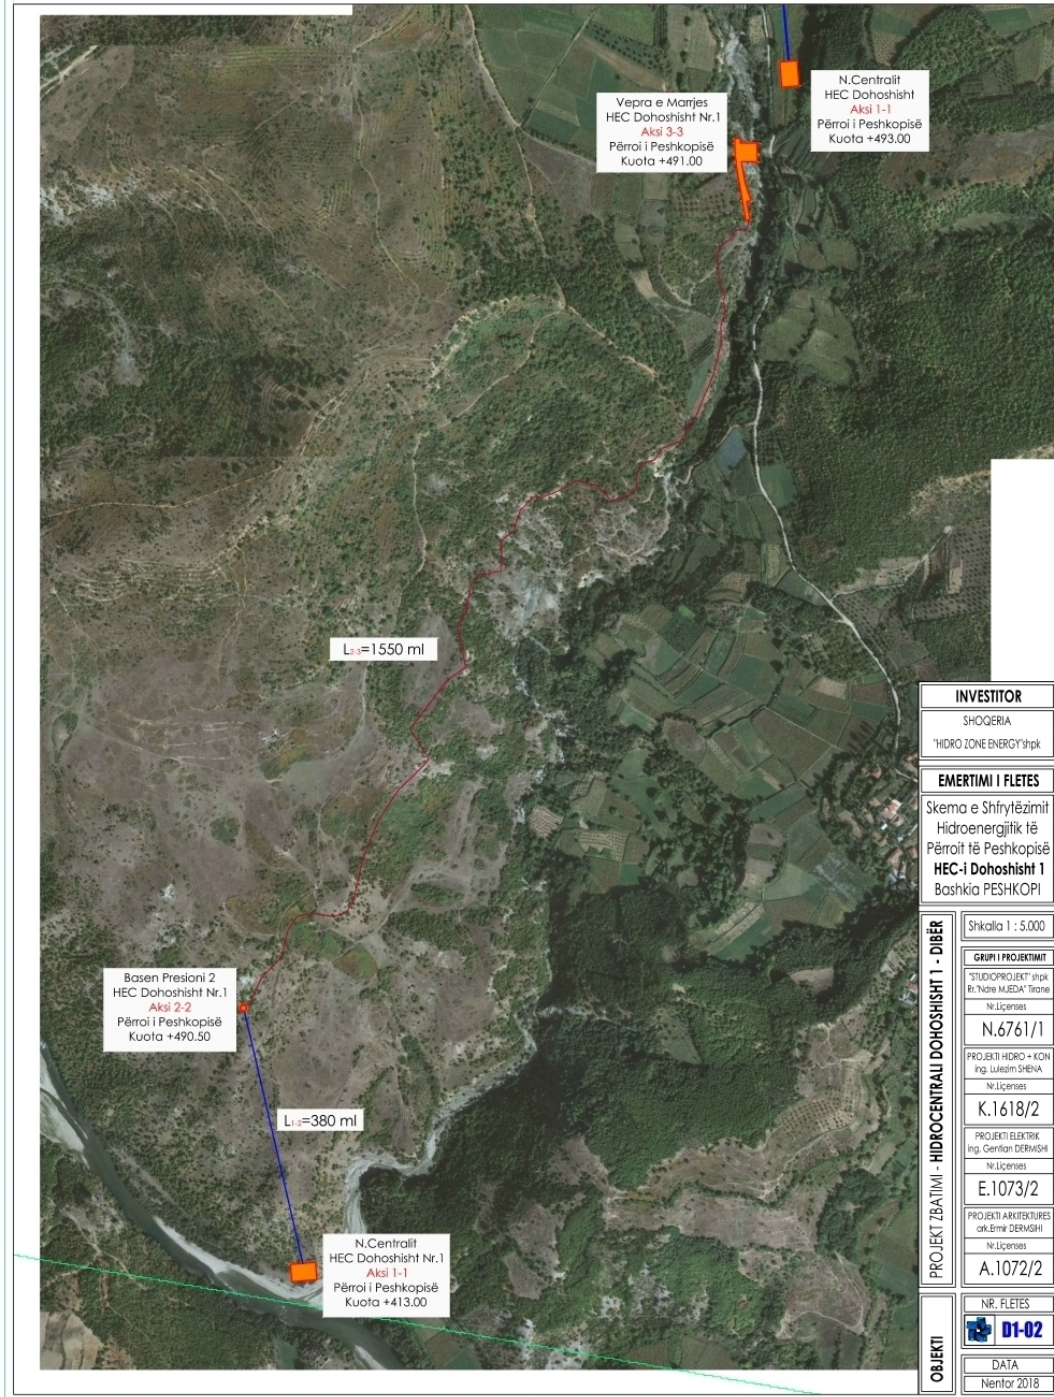 N.Centralit
HEC Dohoshisht
Aksi 1-1
Përroi i Peshkopisë
Kuota +493.00
Vepra e Marrjes
HEC Dohoshisht Nr.1
Aksi 3-3
Përroi i Peshkopisë
Kuota +491.00
L2-3=1550 ml
Basen Presioni 2
HEC Dohoshisht Nr.1
Aksi 2-2
Përroi i Peshkopisë
Kuota +490.50
L1-2=380 ml
N.Centralit
HEC Dohoshisht Nr.1
Aksi 1-1
Përroi i Peshkopisë
Kuota +413.00
INVESTITOR
SHOQERIA
"HIDRO ZONE ENERGY"shpk
EMERTIMI I FLETES
Skema e Shfrytëzimit
Hidroenergjitik të
Përroit të Peshkopisë
HEC-i Dohoshisht 1
Bashkia PESHKOPI
PROJEKT ZBATIMI - HIDROCENTRALI DOHOSHISHT 1 - DIBËR
Shkalla 1 : 5.000
GRUPI I PROJEKTIMIT
"STUDIOPROJEKT" shpk
Rr."Ndre MJEDA" Tirane
Nr.Liçenses
N.6761/1
PROJEKTI HIDRO + KON
ing. Lulezim SHENA
Nr.Liçenses
K.1618/2
PROJEKTI ELEKTRIK
ing. Gentian DERMISHI
Nr.Liçenses
E.1073/2
PROJEKTI ARKITEKTURES
ark.Ermir DERMSIHI
Nr.Liçenses
A.1072/2
OBJEKTI
NR. FLETES
D1-02
DATA
Nentor 2018